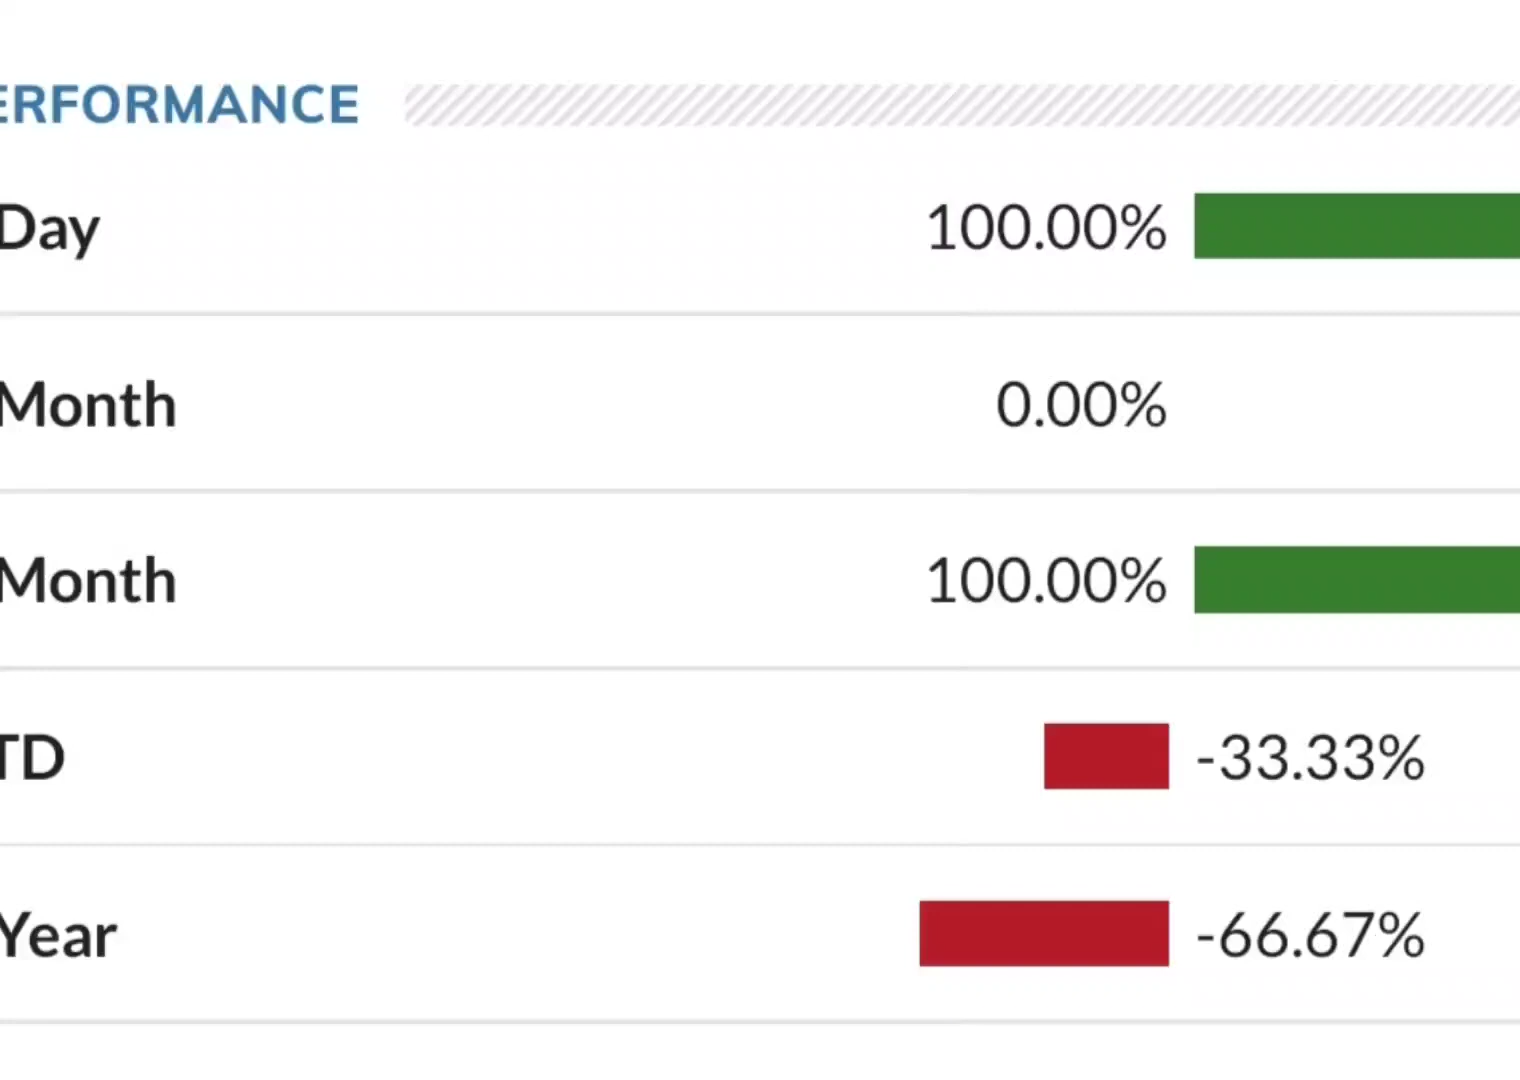 ERFORMANCE
Day 100.00%
Month 0.00%
Month 100.00%
TD -33.33%
Year -66.67%